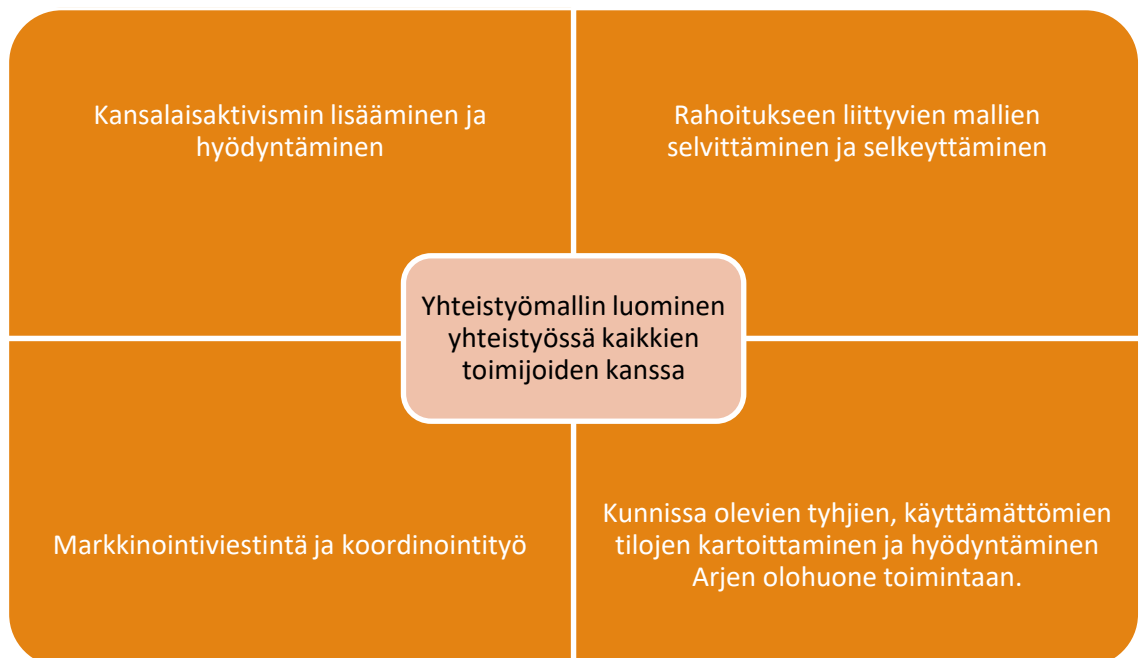 Kansalaisaktivismin lisääminen ja
hyödyntäminen
Rahoitukseen liittyvien mallien
selvittäminen ja selkeyttäminen
Yhteistyömallin luominen
yhteistyössä kaikkien
toimijoiden kanssa
Markkinointiviestintä ja koordinointityö
Kunnissa olevien tyhjien, käyttämättömien
tilojen kartoittaminen ja hyödyntäminen
Arjen olohuone toimintaan.